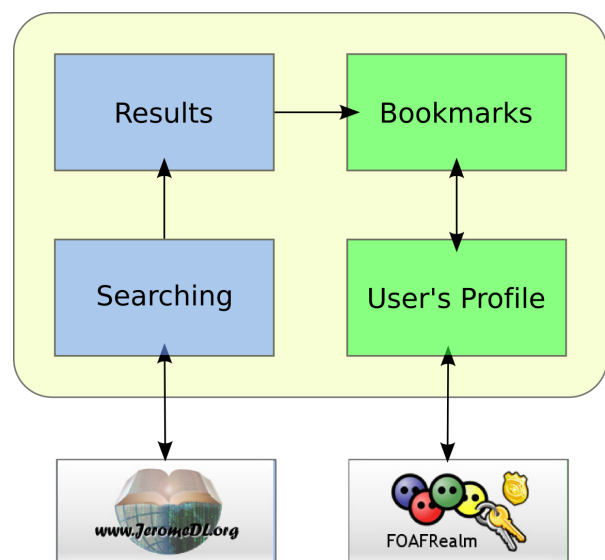 Results
Bookmarks
Searching
User's Profile
www.JeromeDL.org
FOAFRealm